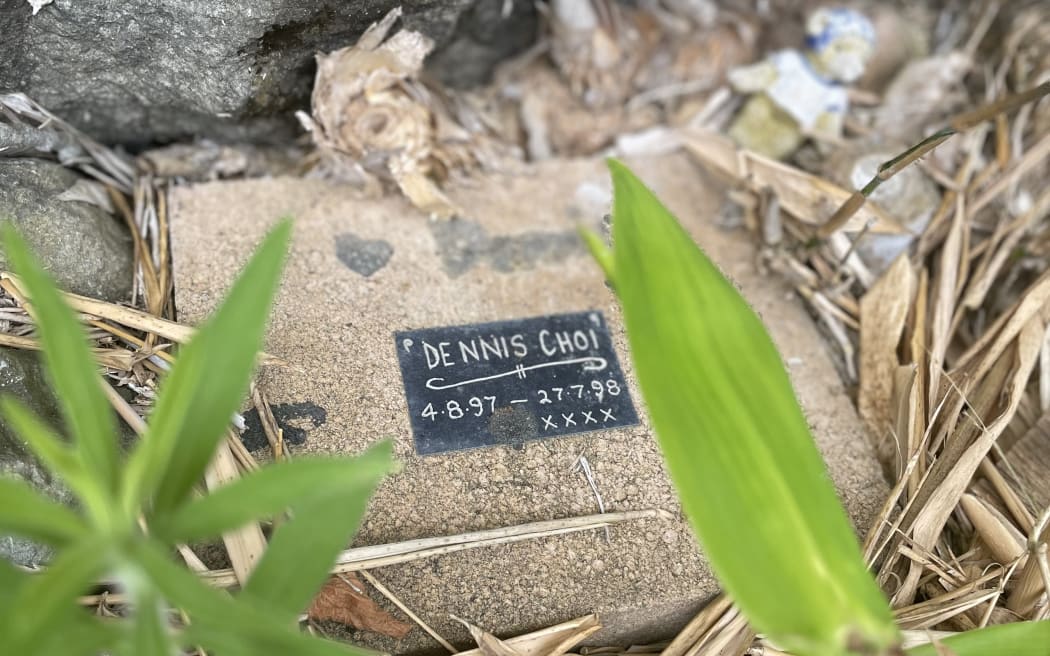 "DENNIS CHOI"
4.8.97 – 27.7.98
XXXX